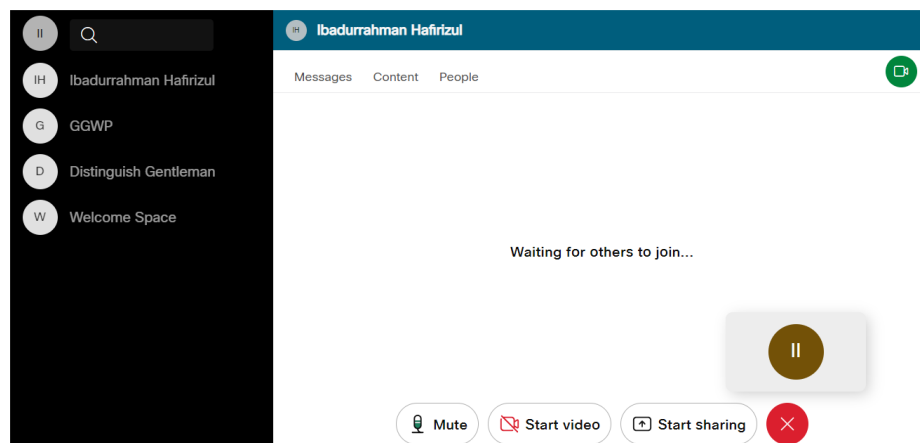 II
IH Ibadurrahman Hafirizul
G GGWP
D Distinguish Gentleman
W Welcome Space
IH Ibadurrahman Hafirizul
Messages Content People
Waiting for others to join...
II
Mute Start video Start sharing